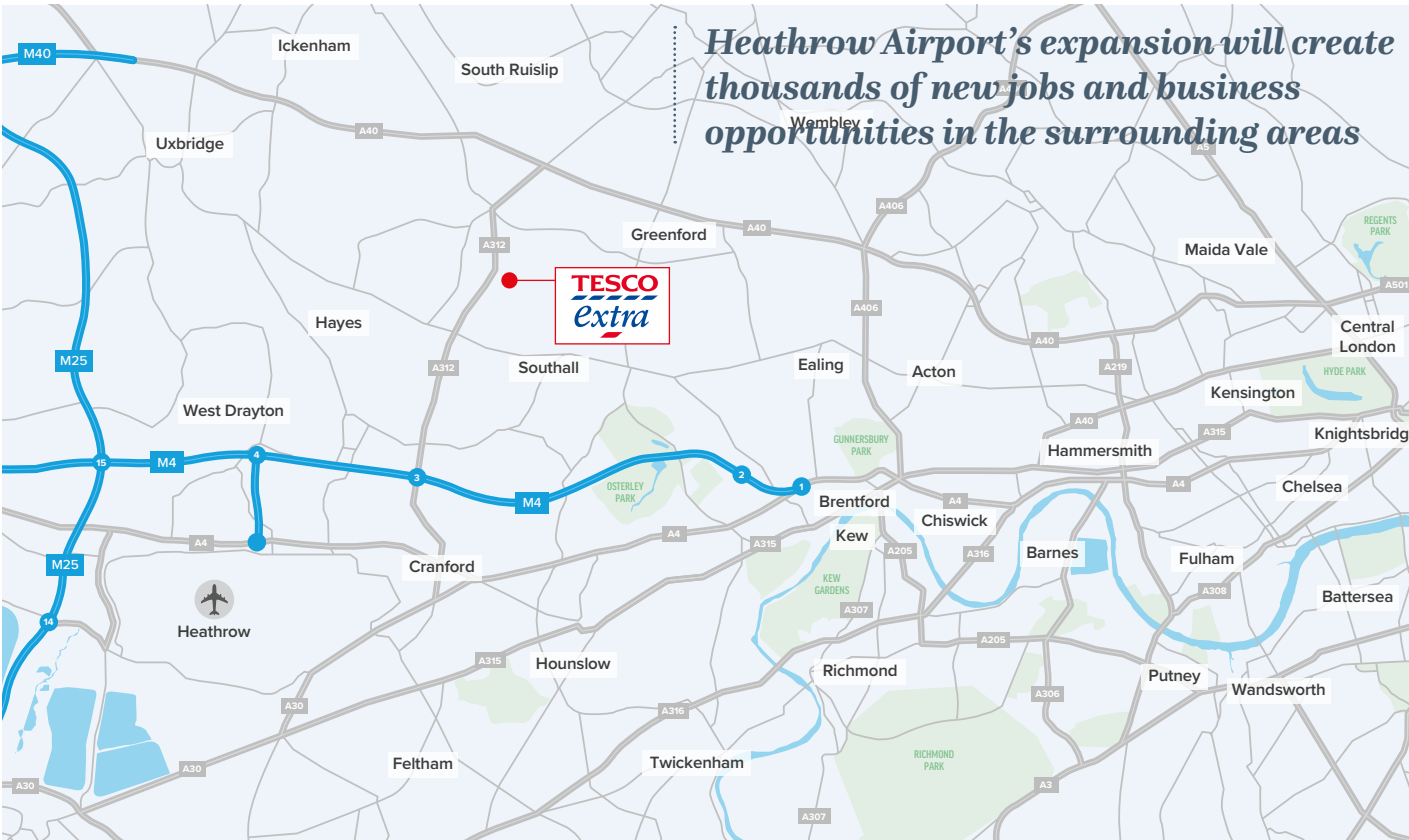 Heathrow Airport's expansion will create
thousands of new jobs and business
opportunities in the surrounding areas
M40
Ickenham
South Ruislip
A40
Wembley
Uxbridge
A5
A406
REGENTS
PARK
Greenford
A40
A312
Maida Vale
TESCO
extra
A501
A406
Hayes
Central
London
A40
M25
A312
Southall
Ealing
Acton
A219
HYDE PARK
Kensington
West Drayton
A40
A315
GUNNERSBURY
PARK
Knightsbridg
Hammersmith
4
15
M4
3
2
1
OSTERLEY
PARK
M4
A4
Chelsea
Brentford
A4
Chiswick
Kew
A4
A4
A315
A205
A316
Barnes
Fulham
M25
Cranford
KEW
GARDENS
A308
Battersea
A307
14
Heathrow
A205
A315
Hounslow
Richmond
Putney
Wandsworth
A306
A30
A316
RICHMOND
PARK
Feltham
Twickenham
A30
A30
A3
A307